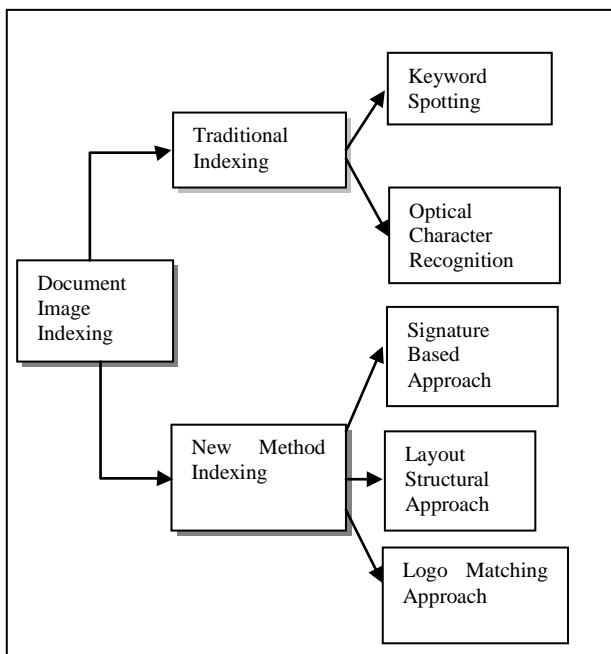 Keyword
Spotting
Traditional
Indexing
Optical
Character
Recognition
Document
Image
Indexing
Signature
Based
Approach
New Method
Indexing
Layout
Structural
Approach
Logo Matching
Approach